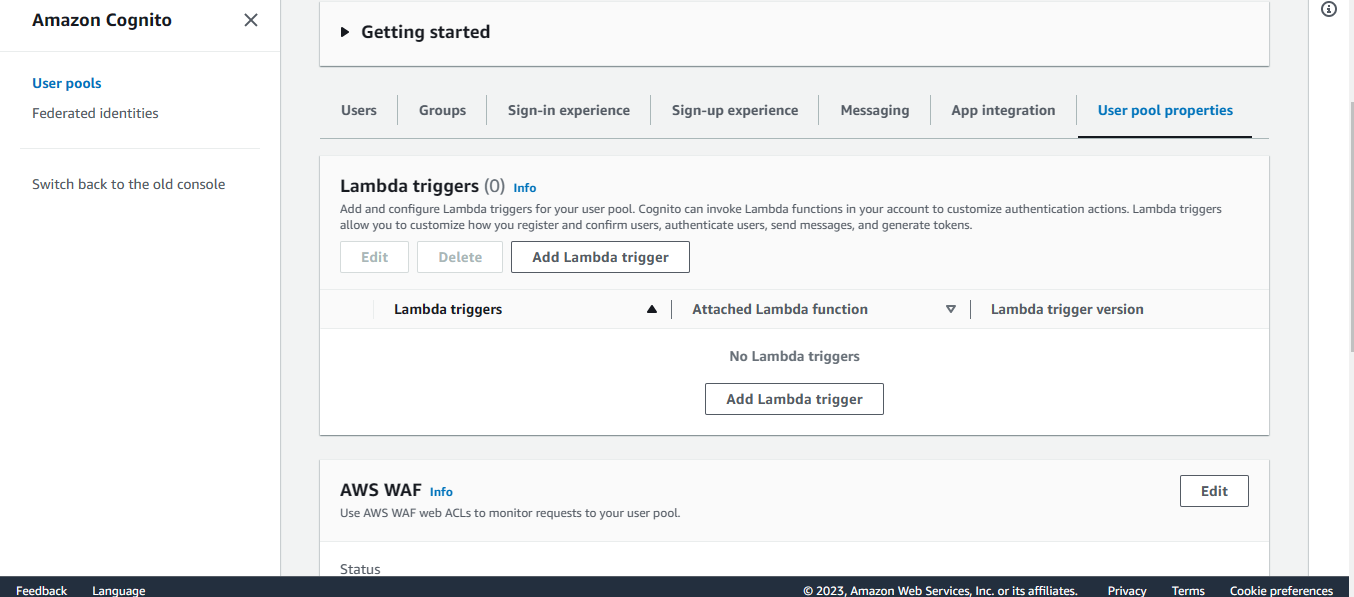 Amazon Cognito
User pools
Federated identities
Switch back to the old console
Getting started
Users
Groups
Sign-in experience
Sign-up experience
Messaging
App integration
User pool properties
Lambda triggers (0) Info
Add and configure Lambda triggers for your user pool. Cognito can invoke Lambda functions in your account to customize authentication actions. Lambda triggers
allow you to customize how you register and confirm users, authenticate users, send messages, and generate tokens.
Edit
Delete
Add Lambda trigger
Lambda triggers
Attached Lambda function
Lambda trigger version
No Lambda triggers
Add Lambda trigger
AWS WAF Info
Edit
Use AWS WAF web ACLs to monitor requests to your user pool.
Status
Feedback
Language
© 2023, Amazon Web Services, Inc. or its affiliates.
Privacy
Terms
Cookie preferences